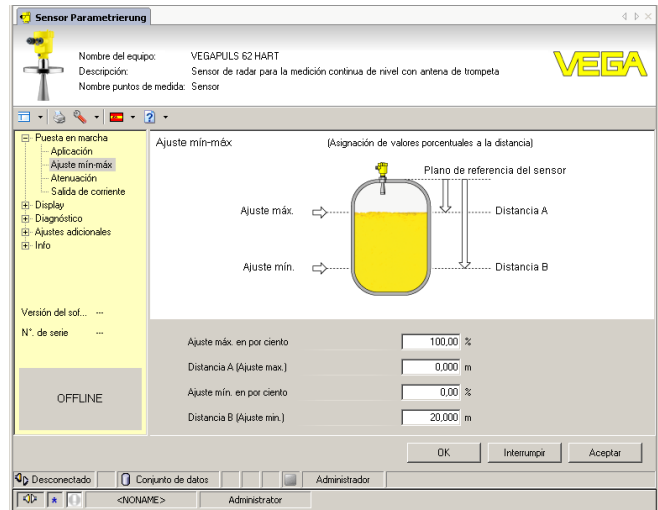 Sensor Parametrierung
Nombre del equipo: VEGAPULS 62 HART
Descripción: Sensor de radar para la medición continua de nivel con antena de trompeta
Nombre puntos de medida: Sensor
VEGA
Puesta en marcha
Aplicación
Ajuste mín-máx
Atenuación
Salida de corriente
Display
Diagnóstico
Ajustes adicionales
Info
Versión del sof... ---
N°. de serie ---
OFFLINE
Ajuste mín-máx (Asignación de valores porcentuales a la distancia)
Plano de referencia del sensor
Ajuste máx. Distancia A
Ajuste mín. Distancia B
Ajuste máx. en por ciento 100,00 %
Distancia A (Ajuste max.) 0,000 m
Ajuste mín. en por ciento 0,00 %
Distancia B (Ajuste min.) 20,000 m
OK Interrumpir Aceptar
Desconectado Conjunto de datos Administrador
<NONAME> Administrator